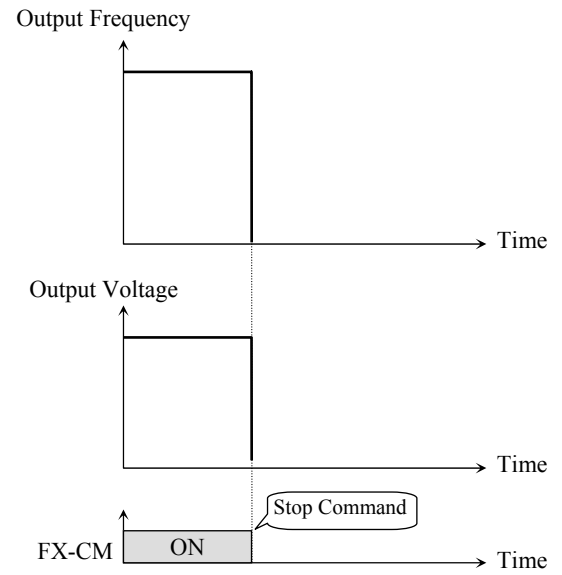 Output Frequency
Time
Output Voltage
Time
Stop Command
FX-CM
ON
Time